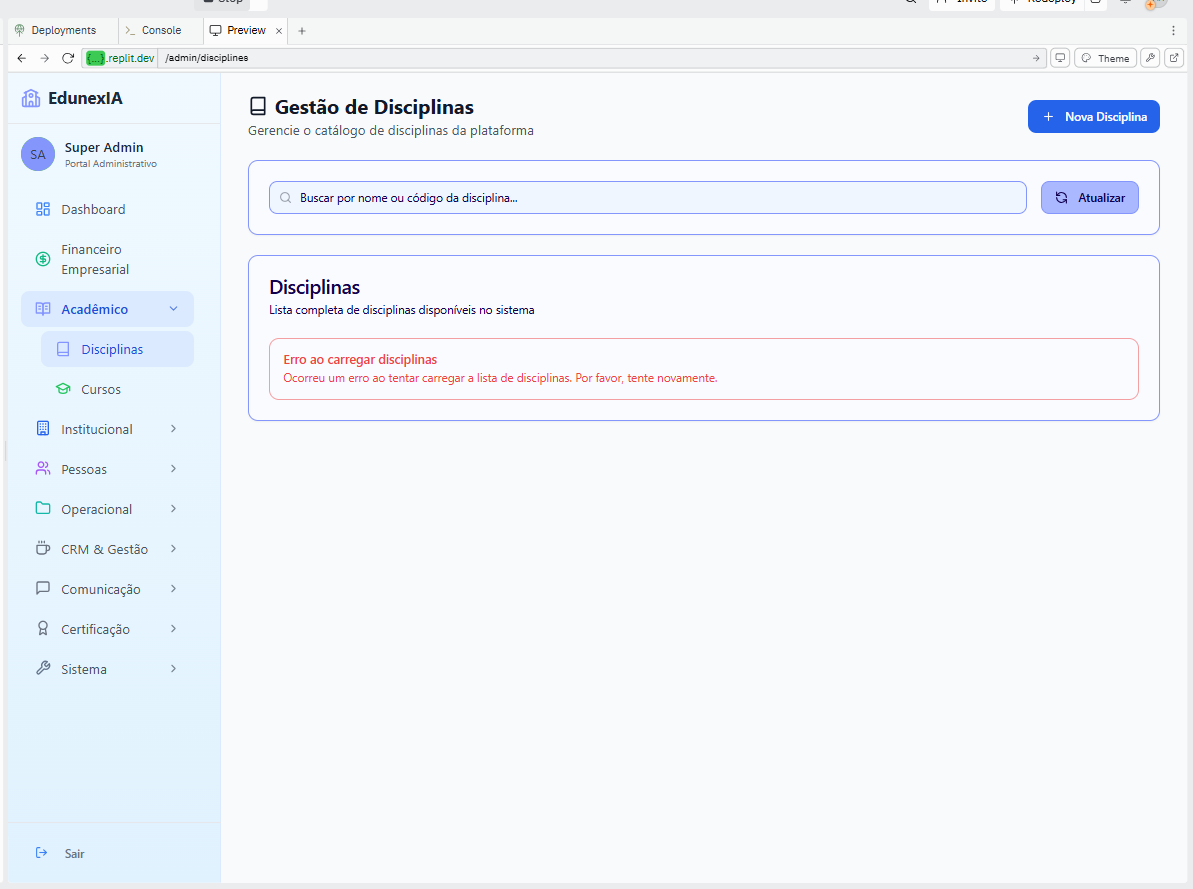 Stop
Invite
Redeploy
Deployments
Console
Preview
{...}.replit.dev
/admin/disciplines
Theme
EdunexIA
SA
Super Admin
Portal Administrativo
Dashboard
Financeiro
Empresarial
Acadêmico
Disciplinas
Cursos
Institucional
Pessoas
Operacional
CRM & Gestão
Comunicação
Certificação
Sistema
Sair
Gestão de Disciplinas
Gerencie o catálogo de disciplinas da plataforma
Nova Disciplina
Buscar por nome ou código da disciplina...
Atualizar
Disciplinas
Lista completa de disciplinas disponíveis no sistema
Erro ao carregar disciplinas
Ocorreu um erro ao tentar carregar a lista de disciplinas. Por favor, tente novamente.